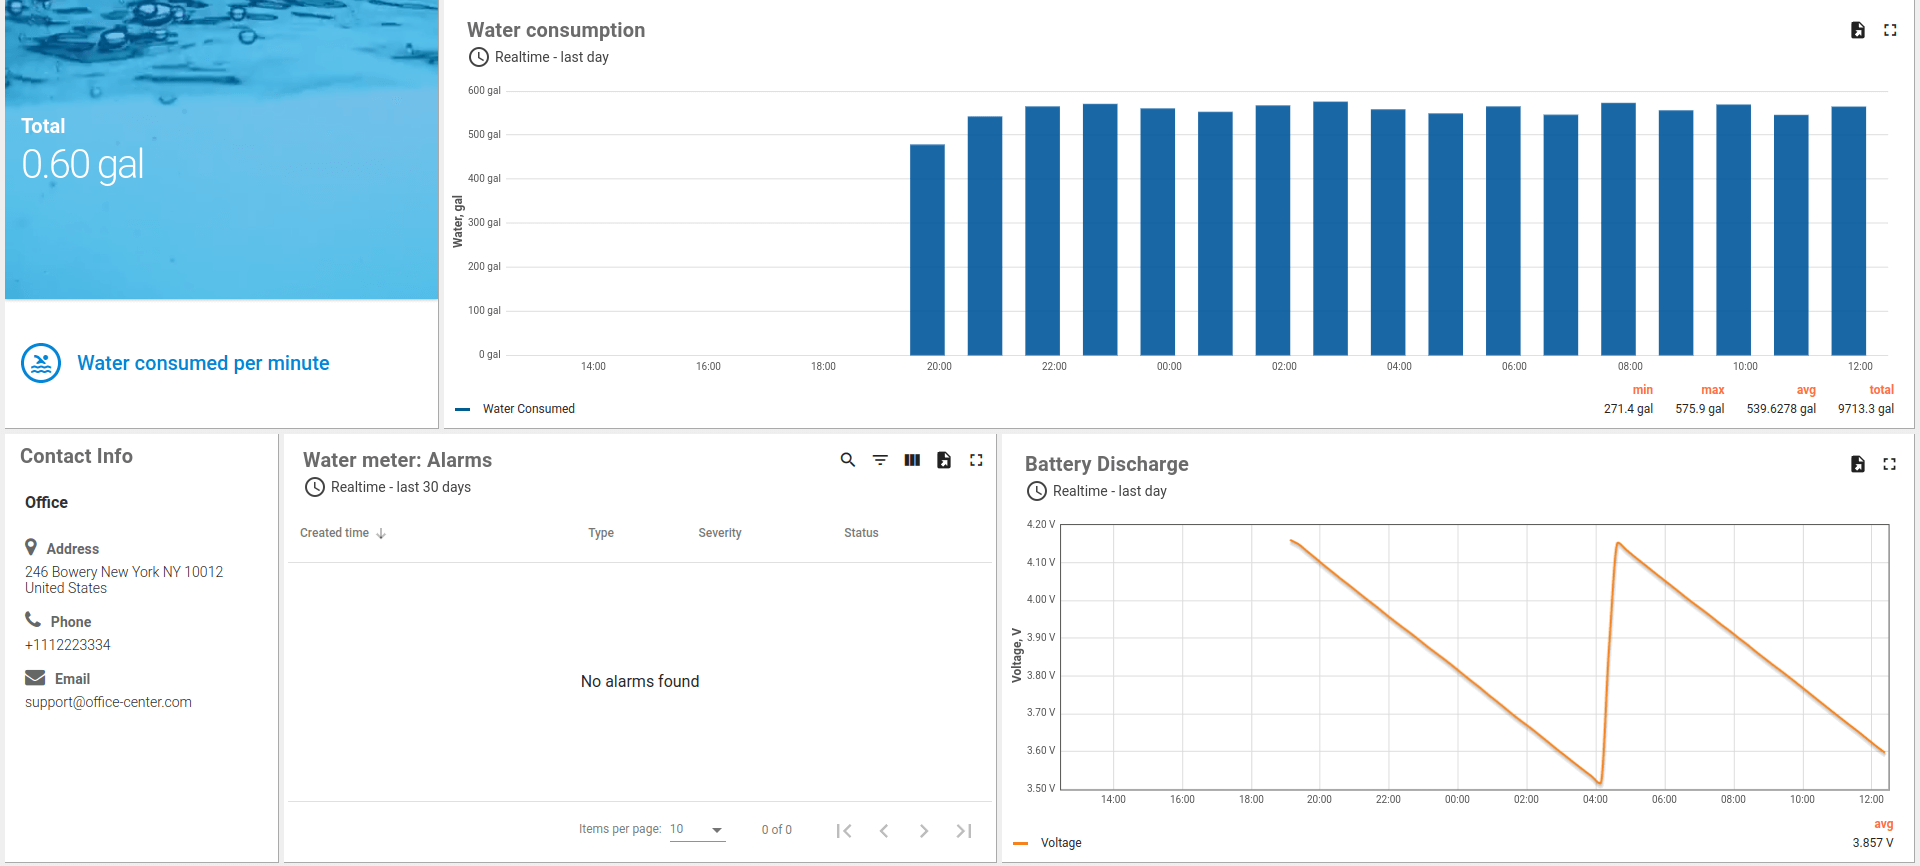 Total
0.60 gal
Water consumed per minute
Water consumption
Realtime - last day
600 gal
500 gal
400 gal
300 gal
200 gal
100 gal
0 gal
Water, gal
14:00 16:00 18:00 20:00 22:00 00:00 02:00 04:00 06:00 08:00 10:00 12:00
min max avg total
Water Consumed 271.4 gal 575.9 gal 539.6278 gal 9713.3 gal
Contact Info
Office
Address
246 Bowery New York NY 10012
United States
Phone
+1112223334
Email
support@office-center.com
Water meter: Alarms
Realtime - last 30 days
Created time Type Severity Status
No alarms found
Items per page: 10 0 of 0
Battery Discharge
Realtime - last day
4.20 V
4.10 V
4.00 V
3.90 V
3.80 V
3.70 V
3.60 V
3.50 V
Voltage, V
14:00 16:00 18:00 20:00 22:00 00:00 02:00 04:00 06:00 08:00 10:00 12:00
avg
Voltage 3.857 V